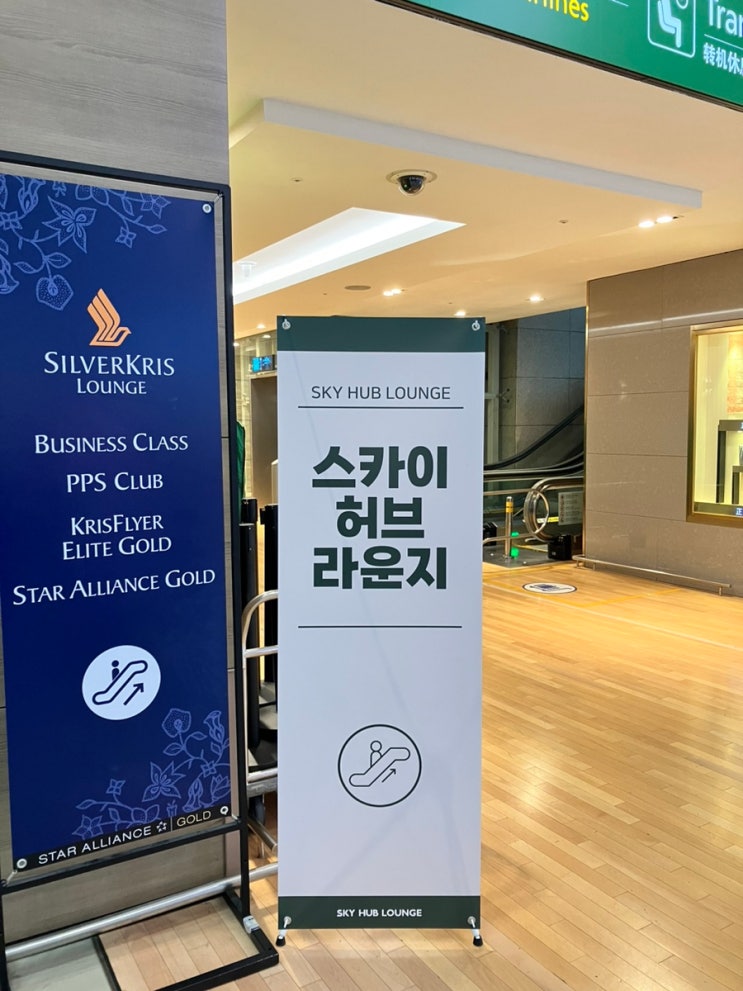 SILVERKRIS
LOUNGE
BUSINESS CLASS
PPS CLUB
KRISFLYER
ELITE GOLD
STAR ALLIANCE GOLD
STAR ALLIANCE GOLD
SKY HUB LOUNGE
스카이
허브
라운지
SKY HUB LOUNGE